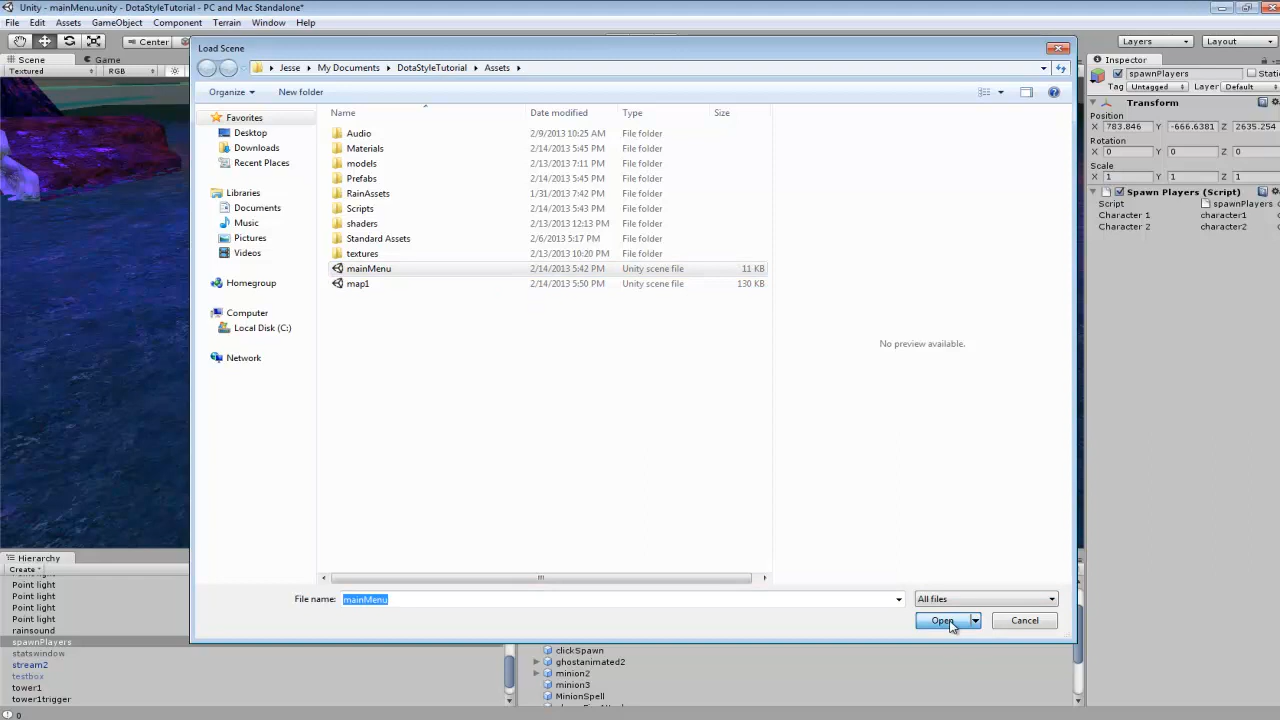 Unity - mainMenu.unity - DotaStyleTutorial - PC and Mac Standalone*
File Edit Assets GameObject Component Terrain Window Help
Center
Layers Layout
Scene Game
Textured RGB
Load Scene
Jesse My Documents DotaStyleTutorial Assets
Organize New folder
Favorites
Desktop
Downloads
Recent Places
Libraries
Documents
Music
Pictures
Videos
Homegroup
Computer
Local Disk (C:)
Network
Name Date modified Type Size
Audio 2/9/2013 10:25 AM File folder
Materials 2/14/2013 5:45 PM File folder
models 2/13/2013 7:11 PM File folder
Prefabs 2/14/2013 5:45 PM File folder
RainAssets 1/31/2013 7:42 PM File folder
Scripts 2/14/2013 5:43 PM File folder
shaders 2/13/2013 12:13 PM File folder
Standard Assets 2/6/2013 5:17 PM File folder
textures 2/13/2013 10:20 PM File folder
mainMenu 2/14/2013 5:42 PM Unity scene file 11 KB
map1 2/14/2013 5:50 PM Unity scene file 130 KB
No preview available.
File name: mainMenu
All files
Open Cancel
Inspector
spawnPlayers Stati
Tag Untagged Layer Default
Transform
Position
X 783.846 Y -666.6381 Z 2635.254
Rotation
X 0 Y 0 Z 0
Scale
X 1 Y 1 Z 1
Spawn Players (Script)
Script spawnPlayers
Character 1 character1
Character 2 character2
Hierarchy
Create
Point light
Point light
Point light
Point light
rainsound
spawnPlayers
statswindow
stream2
testbox
tower1
tower1trigger
clickSpawn
ghostanimated2
minion2
minion3
MinionSpell
0